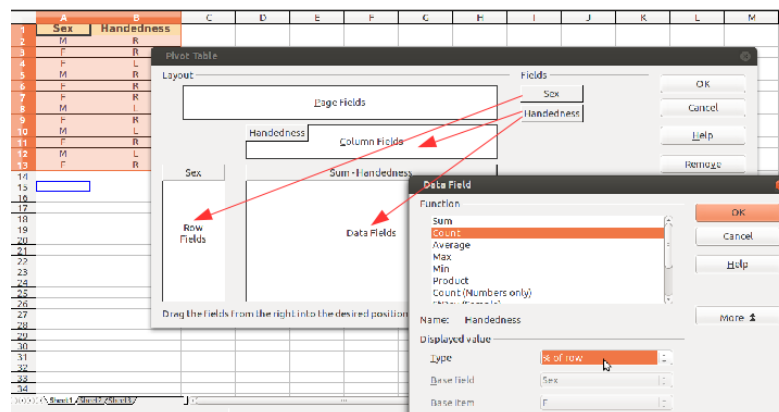 A B C D E F G H I J K L M
1 Sex Handedness
2 M R
3 F R
4 F L
5 M R
6 F R
7 F R
8 M L
9 F R
10 M L
11 F R
12 M L
13 F R
14
15
16
17
18
19
20
21
22
23
24
25
26
27
28
29
30
31
32
33
34
Pivot Table
Layout
Fields
Page Fields
Sex
Handedness
OK
Cancel
Help
Remove
Handedness
Column Fields
Sex
Sum - Handedness
Row
Fields
Data Fields
Drag the Fields from the right into the desired position
Data Field
Function
Sum
Count
Average
Max
Min
Product
Count (Numbers only)
OK
Cancel
Help
More
Name: Handedness
Displayed value
Type % of row
Base field Sex
Base item F
Sheet1 Sheet2 Sheet3